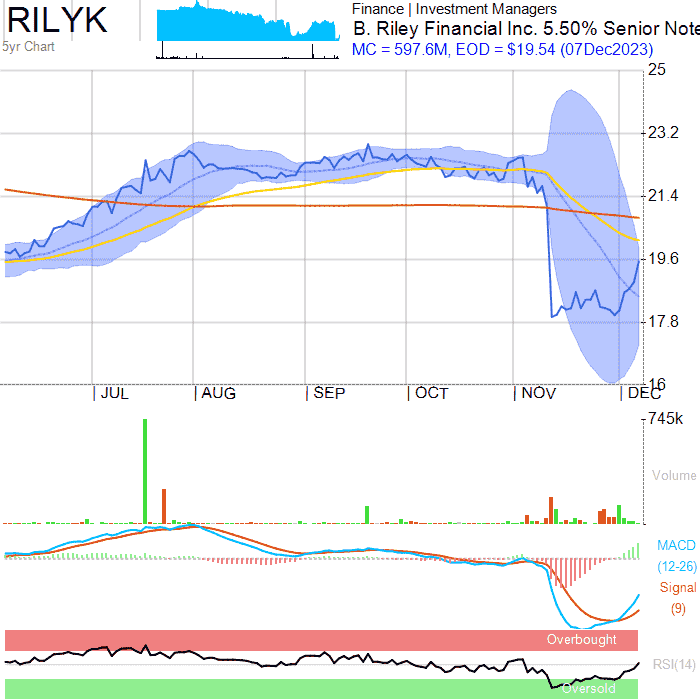 RILYK
5yr Chart
Finance | Investment Managers
B. Riley Financial Inc. 5.50% Senior Note
MC = 597.6M, EOD = $19.54 (07Dec2023)
25
23.2
21.4
19.6
17.8
16
JUL AUG SEP OCT NOV DEC
745k
Volume
MACD
(12-26)
Signal
(9)
Overbought
RSI(14)
Oversold